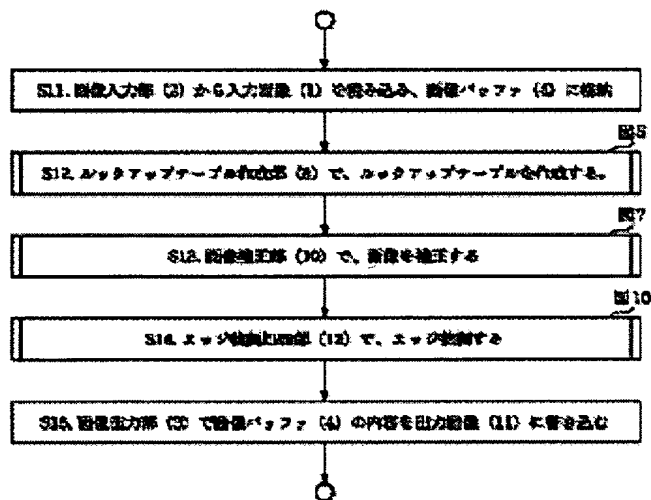 S11. 画像入力部 (2) から入力画像 (1) を読み込み、画像バッファ (4) に格納
図5
S12. ルックアップテーブル作成部 で、ルックアップテーブルを作成する。
図7
S13. 画像補正部 (10) で、画像を補正する
図10
S14. エッジ 部 (12) で、エッジ する
S15. 画像出力部 (3) で画像バッファ (4) の内容を出力画像 (11) に書き込む